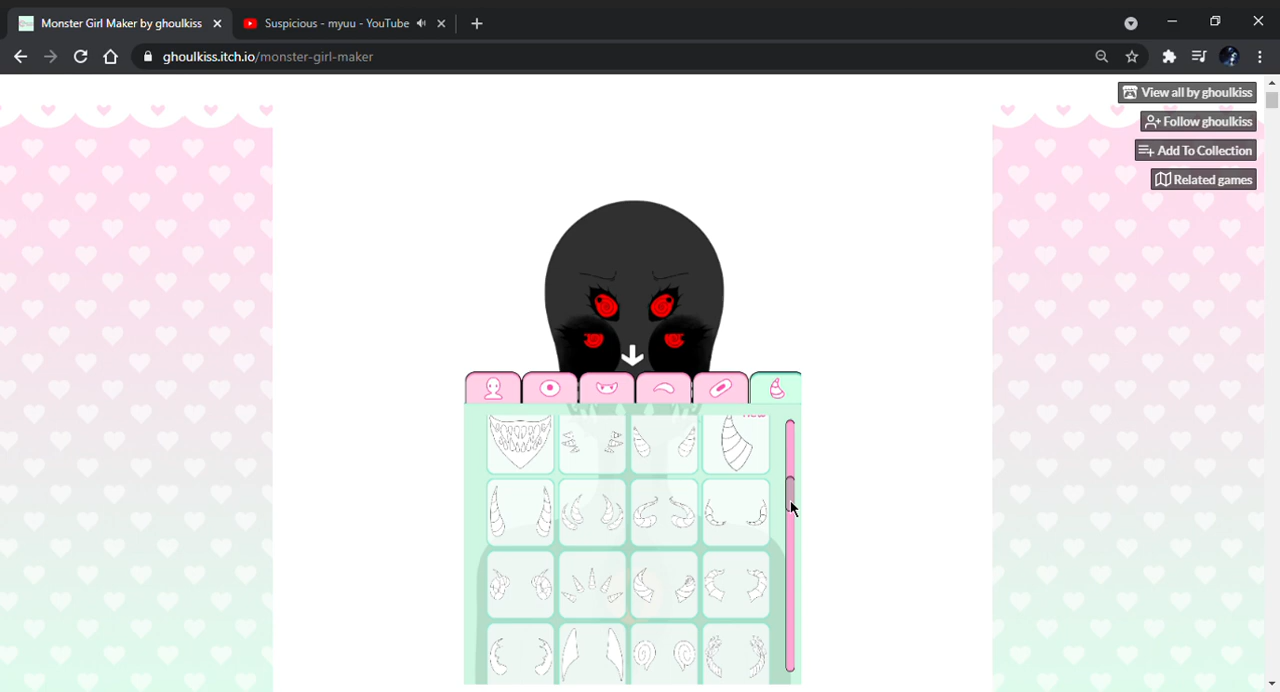 Monster Girl Maker by ghoulkiss
Suspicious - myuu - YouTube
ghoulkiss.itch.io/monster-girl-maker
View all by ghoulkiss
Follow ghoulkiss
Add To Collection
Related games